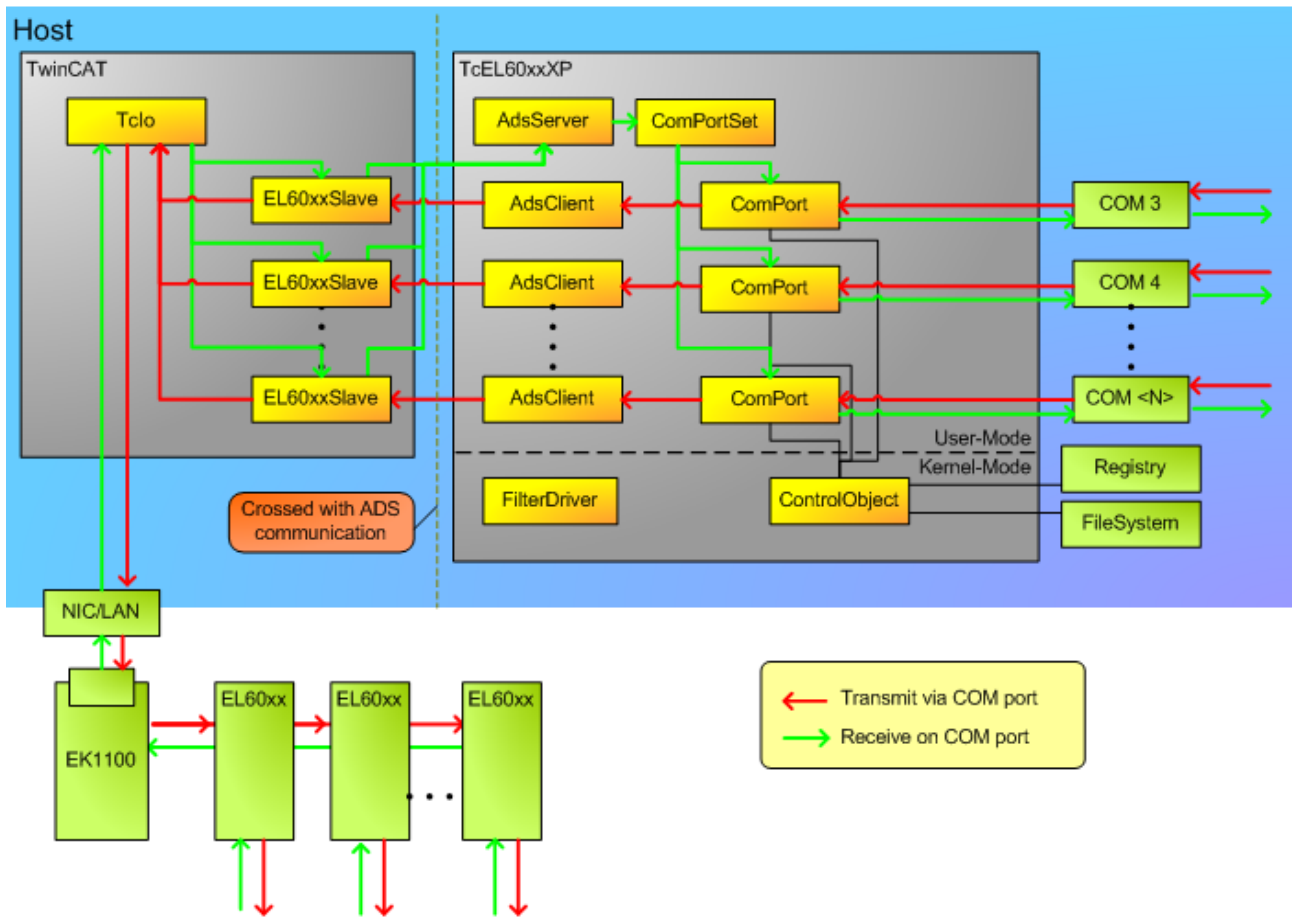 Host
TwinCAT
TcIo
EL60xxSlave
EL60xxSlave
EL60xxSlave
TcEL60xxXP
AdsServer
ComPortSet
AdsClient
ComPort
AdsClient
ComPort
AdsClient
ComPort
User-Mode
Kernel-Mode
FilterDriver
ControlObject
COM 3
COM 4
COM <N>
Registry
FileSystem
Crossed with ADS
communication
NIC/LAN
EK1100
EL60xx
EL60xx
EL60xx
Transmit via COM port
Receive on COM port